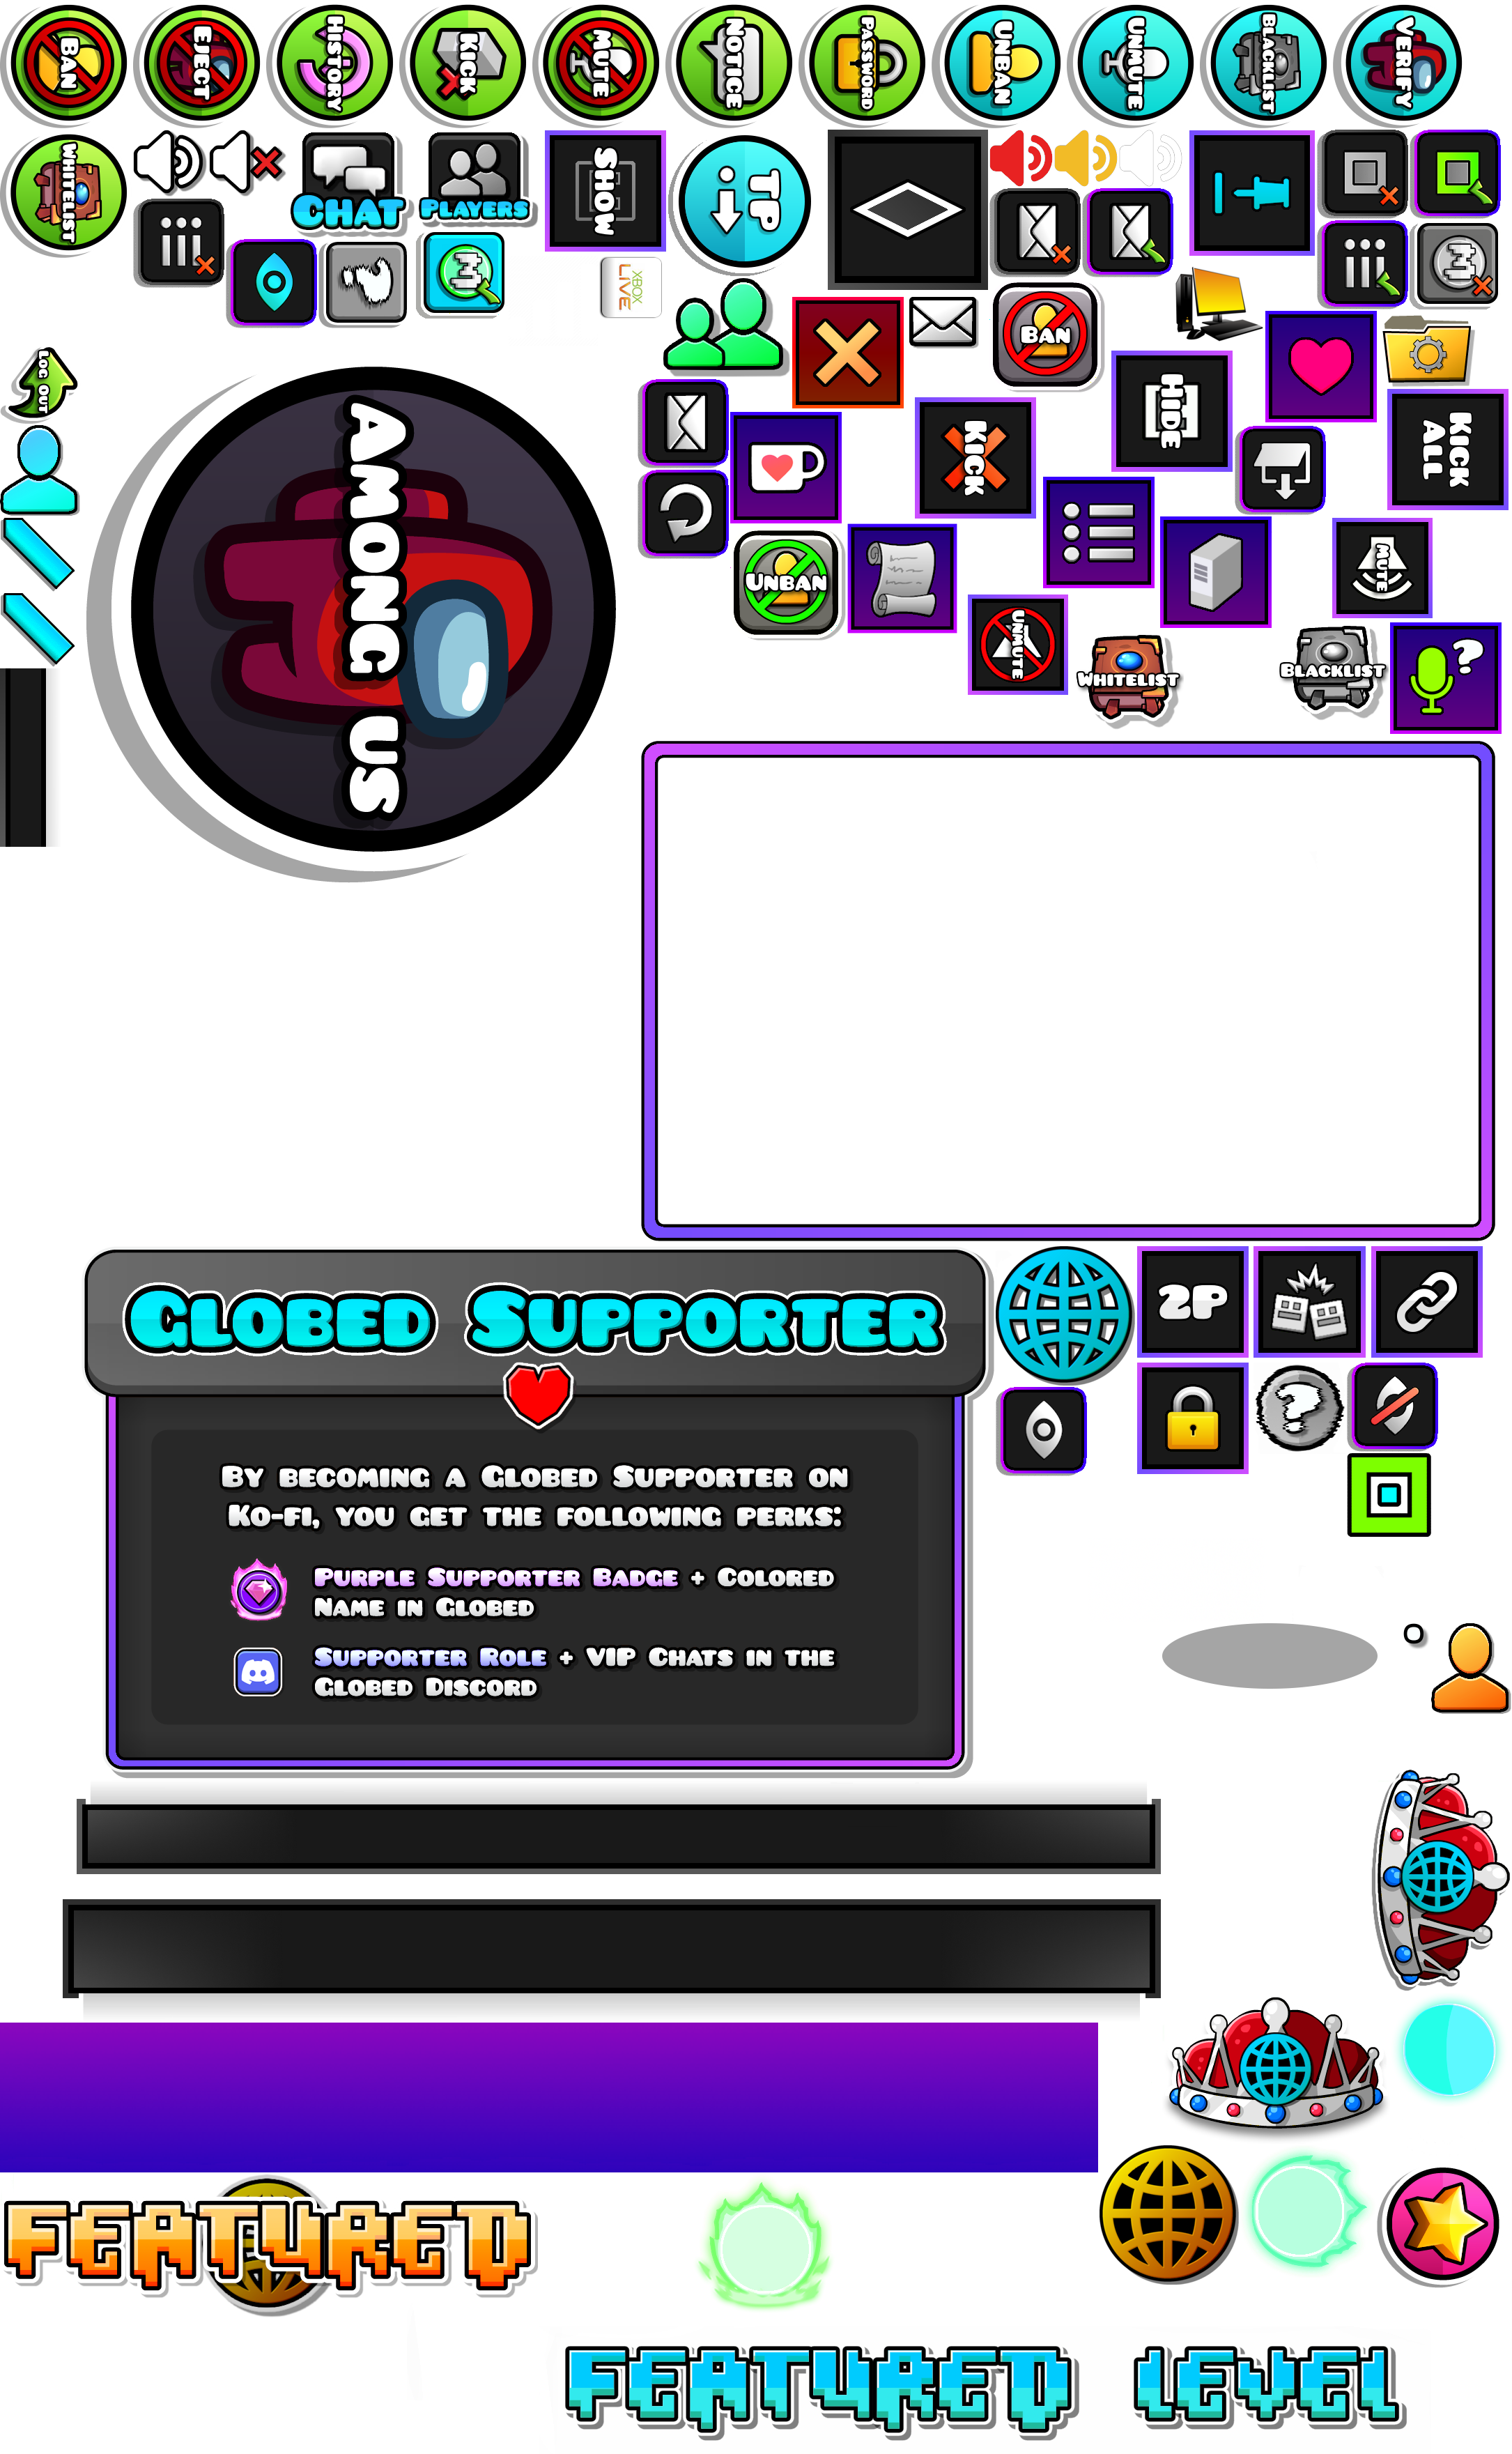 BAN
EJECT
HISTORY
KICK
MUTE
NOTICE
PASSWORD
UNBAN
UNMUTE
BLACKLIST
VERIFY
WHITELIST
CHAT
PLAYERS
SHOW
TP
XBOX
LIVE
BAN
LOG OUT
HIDE
KICK
KICK
ALL
AMONG US
UNBAN
MUTE
UNMUTE
WHITELIST
BLACKLIST
GLOBED SUPPORTER
2P
BY BECOMING A GLOBED SUPPORTER ON
KO-FI, YOU GET THE FOLLOWING PERKS:
PURPLE SUPPORTER BADGE + COLORED
NAME IN GLOBED
SUPPORTER ROLE + VIP CHATS IN THE
GLOBED DISCORD
FEATURED
FEATURED LEVEL